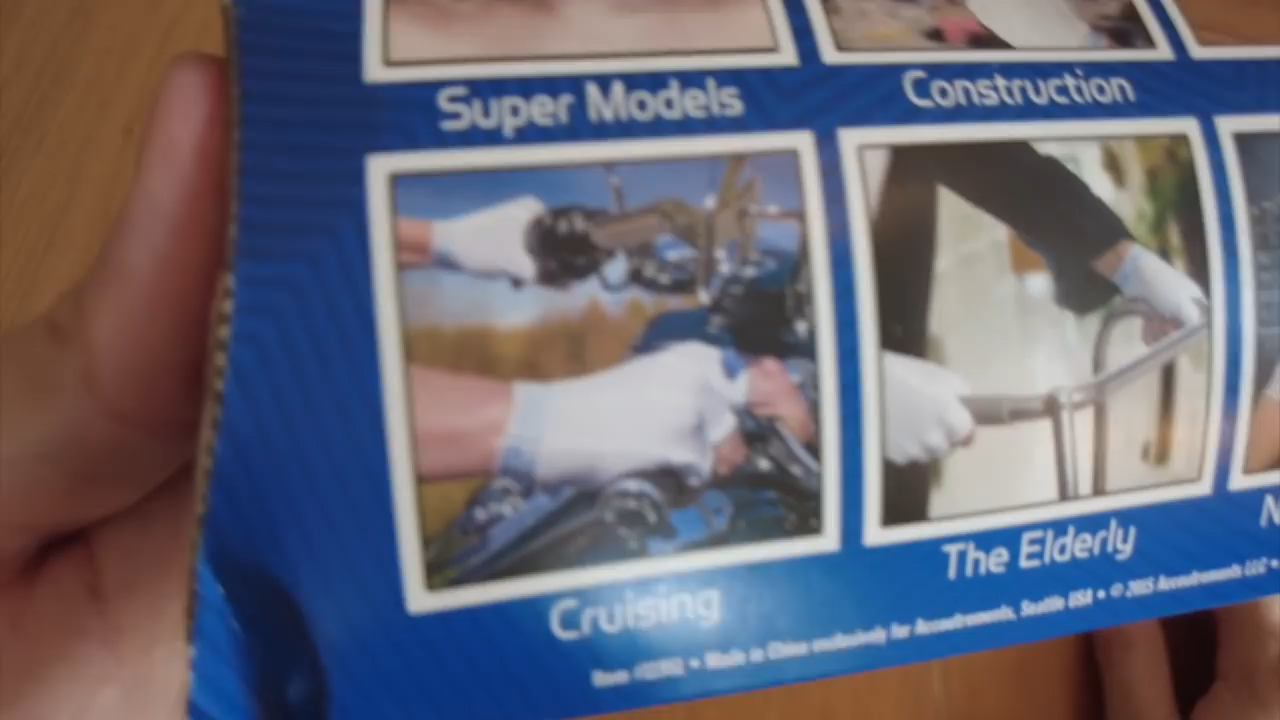 Super Models
Construction
Cruising
The Elderly
N
Made in China exclusively for Accoutrements, Seattle USA • © 2015 Accoutrements LLC •